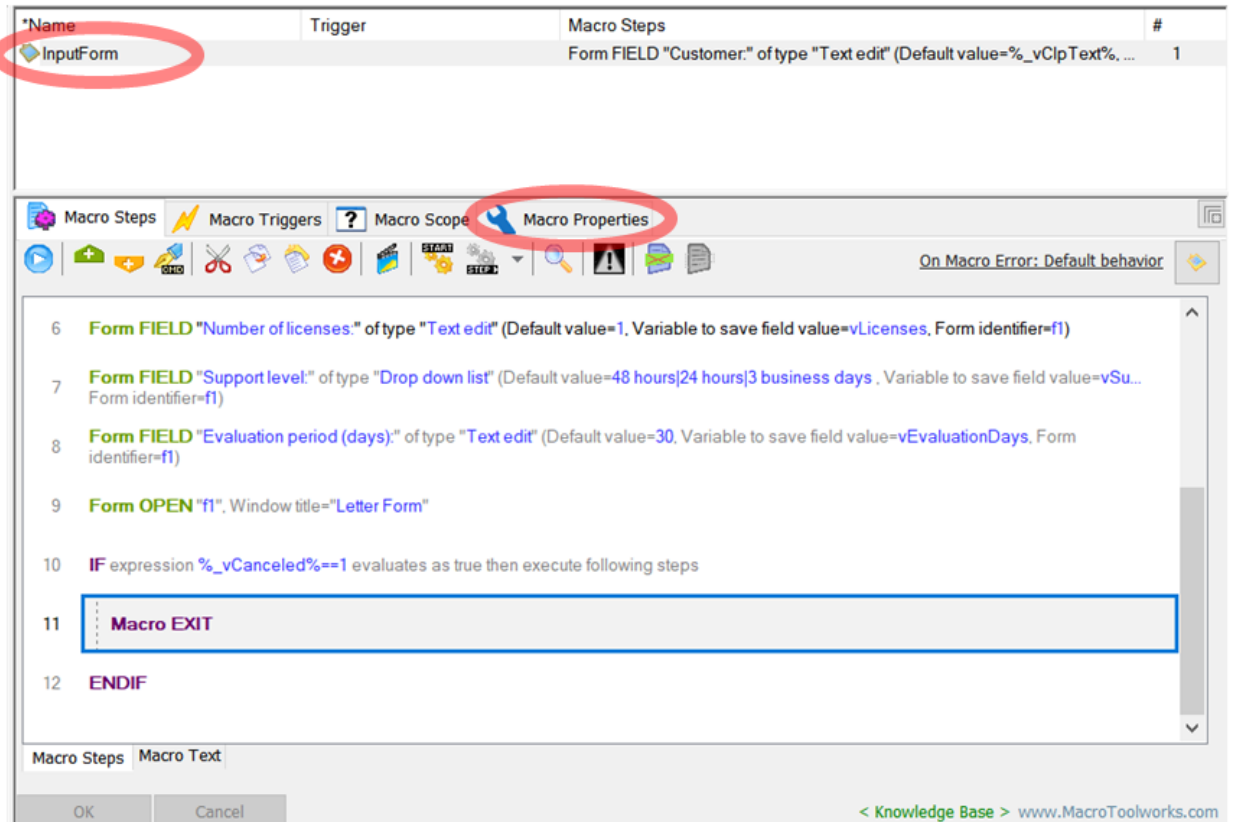 *Name Trigger Macro Steps #
InputForm Form FIELD "Customer:" of type "Text edit" (Default value=%_vClpText%, ... 1
Macro Steps Macro Triggers ? Macro Scope Macro Properties
CMD START STEP On Macro Error: Default behavior
6 Form FIELD "Number of licenses:" of type "Text edit" (Default value=1, Variable to save field value=vLicenses, Form identifier=f1)
7 Form FIELD "Support level:" of type "Drop down list" (Default value=48 hours|24 hours|3 business days , Variable to save field value=vSu...
Form identifier=f1)
8 Form FIELD "Evaluation period (days):" of type "Text edit" (Default value=30, Variable to save field value=vEvaluationDays, Form
identifier=f1)
9 Form OPEN "f1", Window title="Letter Form"
10 IF expression %_vCanceled%==1 evaluates as true then execute following steps
11 Macro EXIT
12 ENDIF
Macro Steps Macro Text
OK Cancel < Knowledge Base > www.MacroToolworks.com